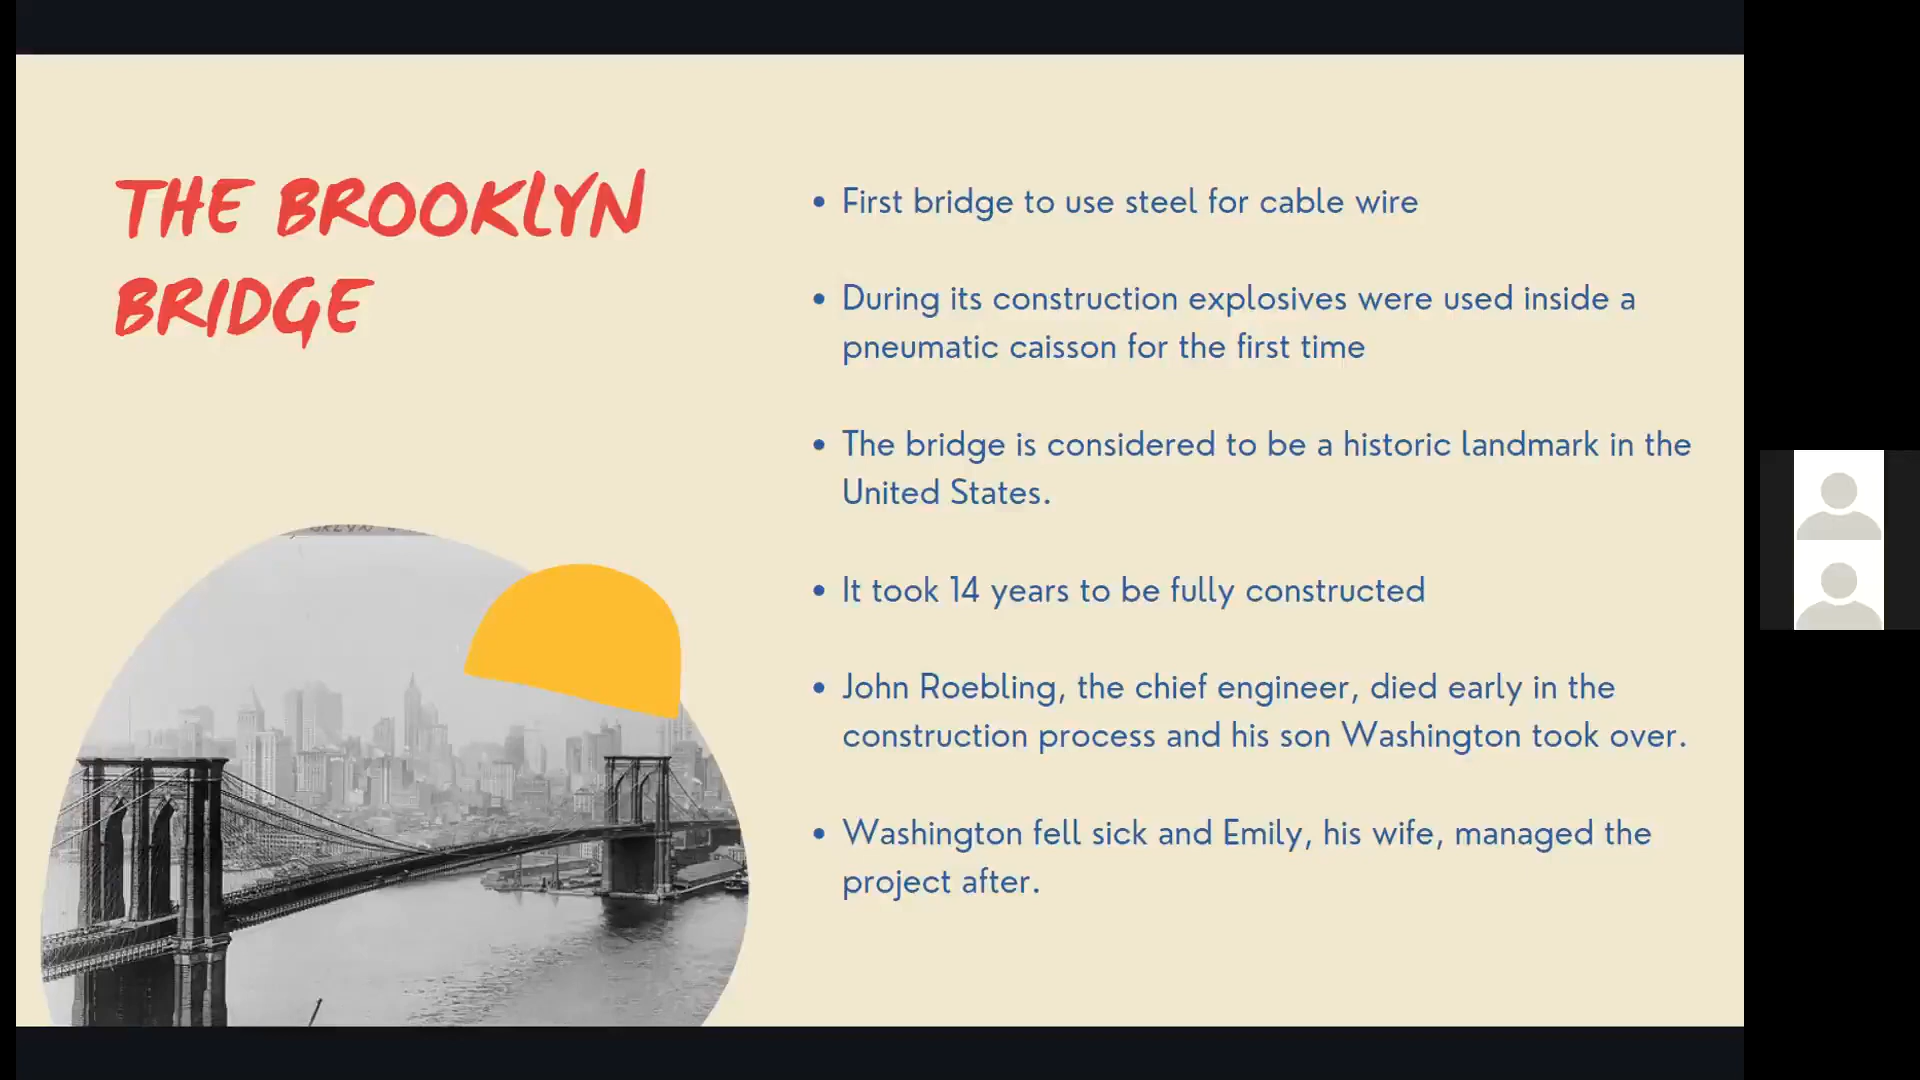 THE BROOKLYN
BRIDGE
• First bridge to use steel for cable wire
• During its construction explosives were used inside a
pneumatic caisson for the first time
• The bridge is considered to be a historic landmark in the
United States.
• It took 14 years to be fully constructed
• John Roebling, the chief engineer, died early in the
construction process and his son Washington took over.
• Washington fell sick and Emily, his wife, managed the
project after.